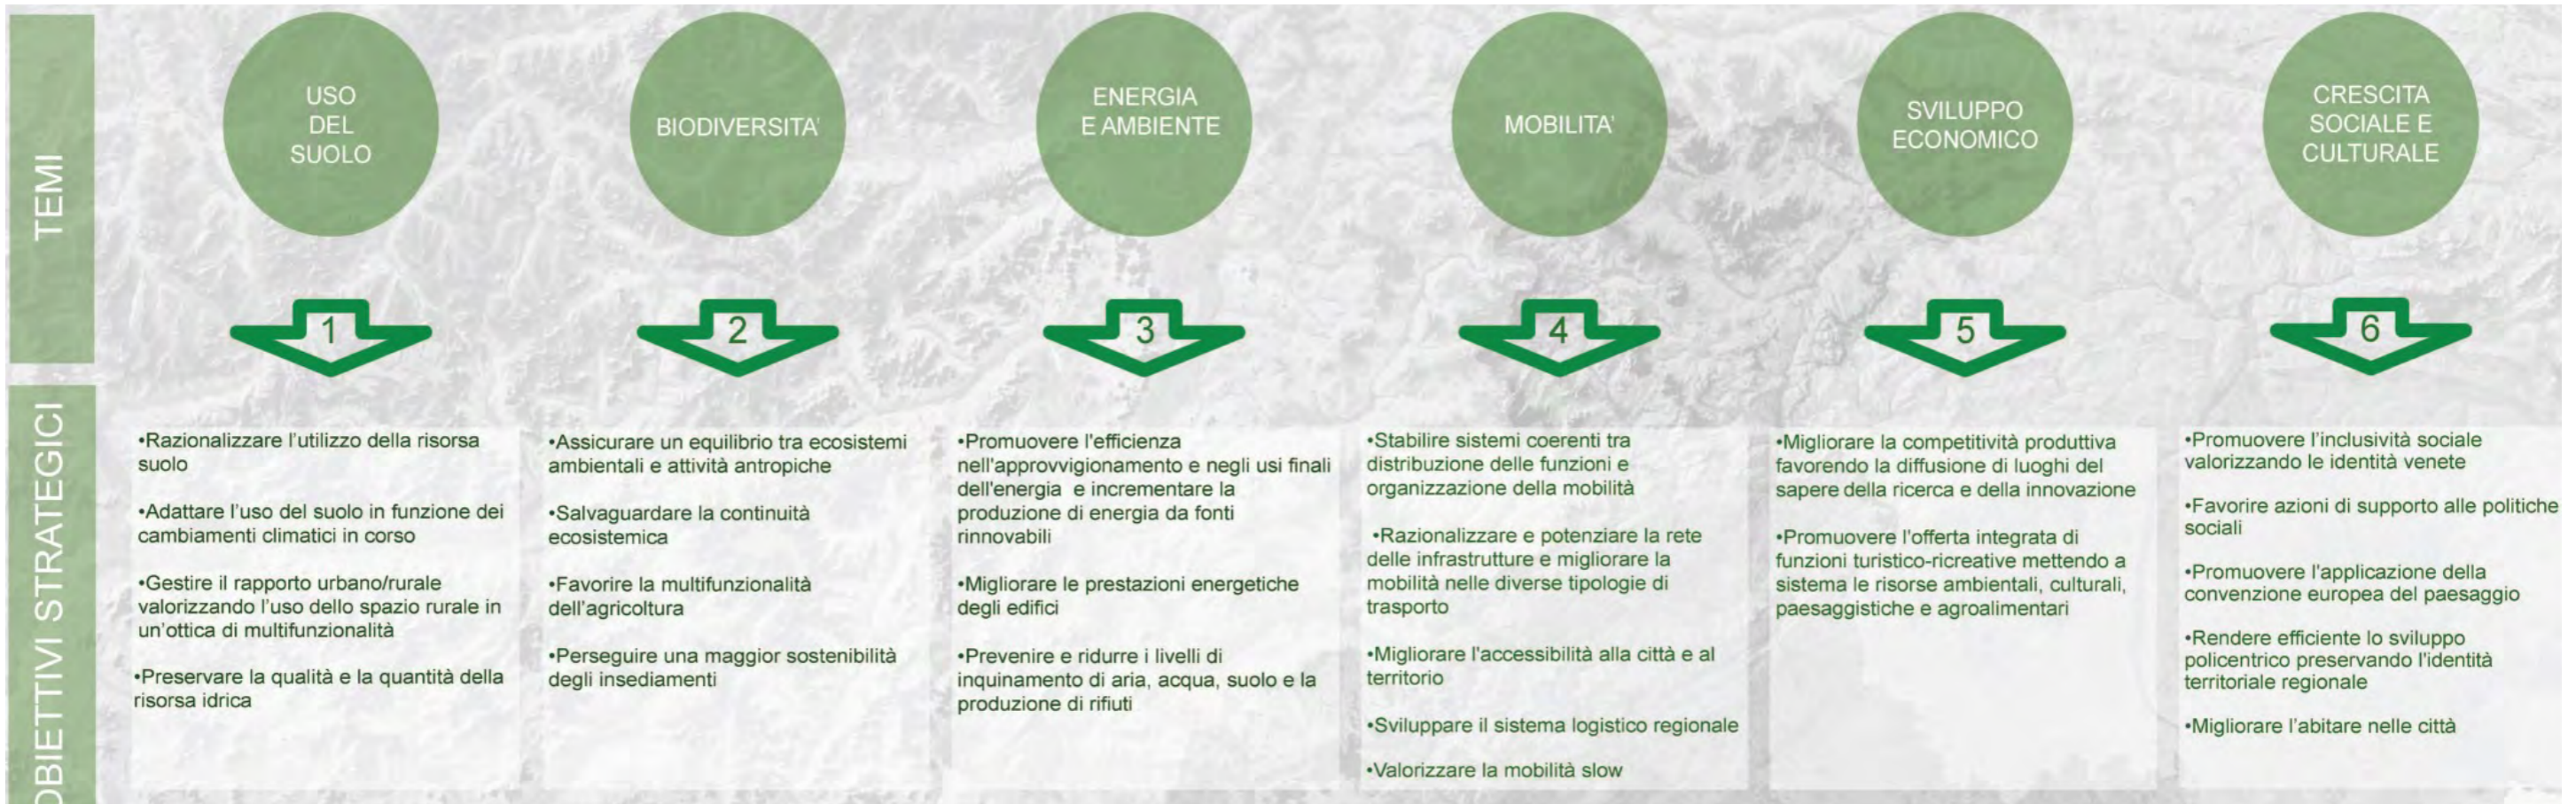 TEMI
USO
DEL
SUOLO
BIODIVERSITA'
ENERGIA
E AMBIENTE
MOBILITA'
SVILUPPO
ECONOMICO
CRESCITA
SOCIALE E
CULTURALE
1
2
3
4
5
6
OBIETTIVI STRATEGICI
•Razionalizzare l'utilizzo della risorsa
suolo
•Adattare l'uso del suolo in funzione dei
cambiamenti climatici in corso
•Gestire il rapporto urbano/rurale
valorizzando l'uso dello spazio rurale in
un'ottica di multifunzionalità
•Preservare la qualità e la quantità della
risorsa idrica
•Assicurare un equilibrio tra ecosistemi
ambientali e attività antropiche
•Salvaguardare la continuità
ecosistemica
•Favorire la multifunzionalità
dell'agricoltura
•Perseguire una maggior sostenibilità
degli insediamenti
•Promuovere l'efficienza
nell'approvvigionamento e negli usi finali
dell'energia e incrementare la
produzione di energia da fonti
rinnovabili
•Migliorare le prestazioni energetiche
degli edifici
•Prevenire e ridurre i livelli di
inquinamento di aria, acqua, suolo e la
produzione di rifiuti
•Stabilire sistemi coerenti tra
distribuzione delle funzioni e
organizzazione della mobilità
•Razionalizzare e potenziare la rete
delle infrastrutture e migliorare la
mobilità nelle diverse tipologie di
trasporto
•Migliorare l'accessibilità alla città e al
territorio
•Sviluppare il sistema logistico regionale
•Valorizzare la mobilità slow
•Migliorare la competitività produttiva
favorendo la diffusione di luoghi del
sapere della ricerca e della innovazione
•Promuovere l'offerta integrata di
funzioni turistico-ricreative mettendo a
sistema le risorse ambientali, culturali,
paesaggistiche e agroalimentari
•Promuovere l'inclusività sociale
valorizzando le identità venete
•Favorire azioni di supporto alle politiche
sociali
•Promuovere l'applicazione della
convenzione europea del paesaggio
•Rendere efficiente lo sviluppo
policentrico preservando l'identità
territoriale regionale
•Migliorare l'abitare nelle città